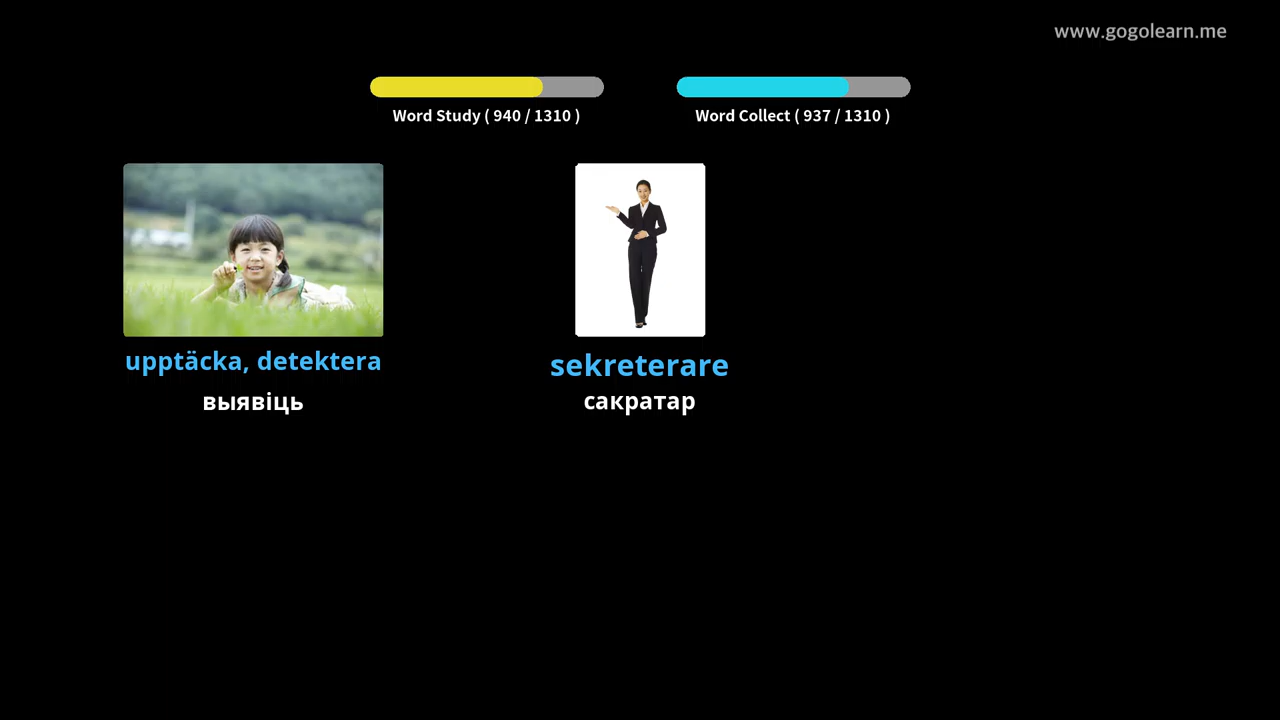 www.gogolearn.me
Word Study ( 940 / 1310 )
Word Collect ( 937 / 1310 )
upptäcka, detektera
выявіць
sekreterare
сакратар